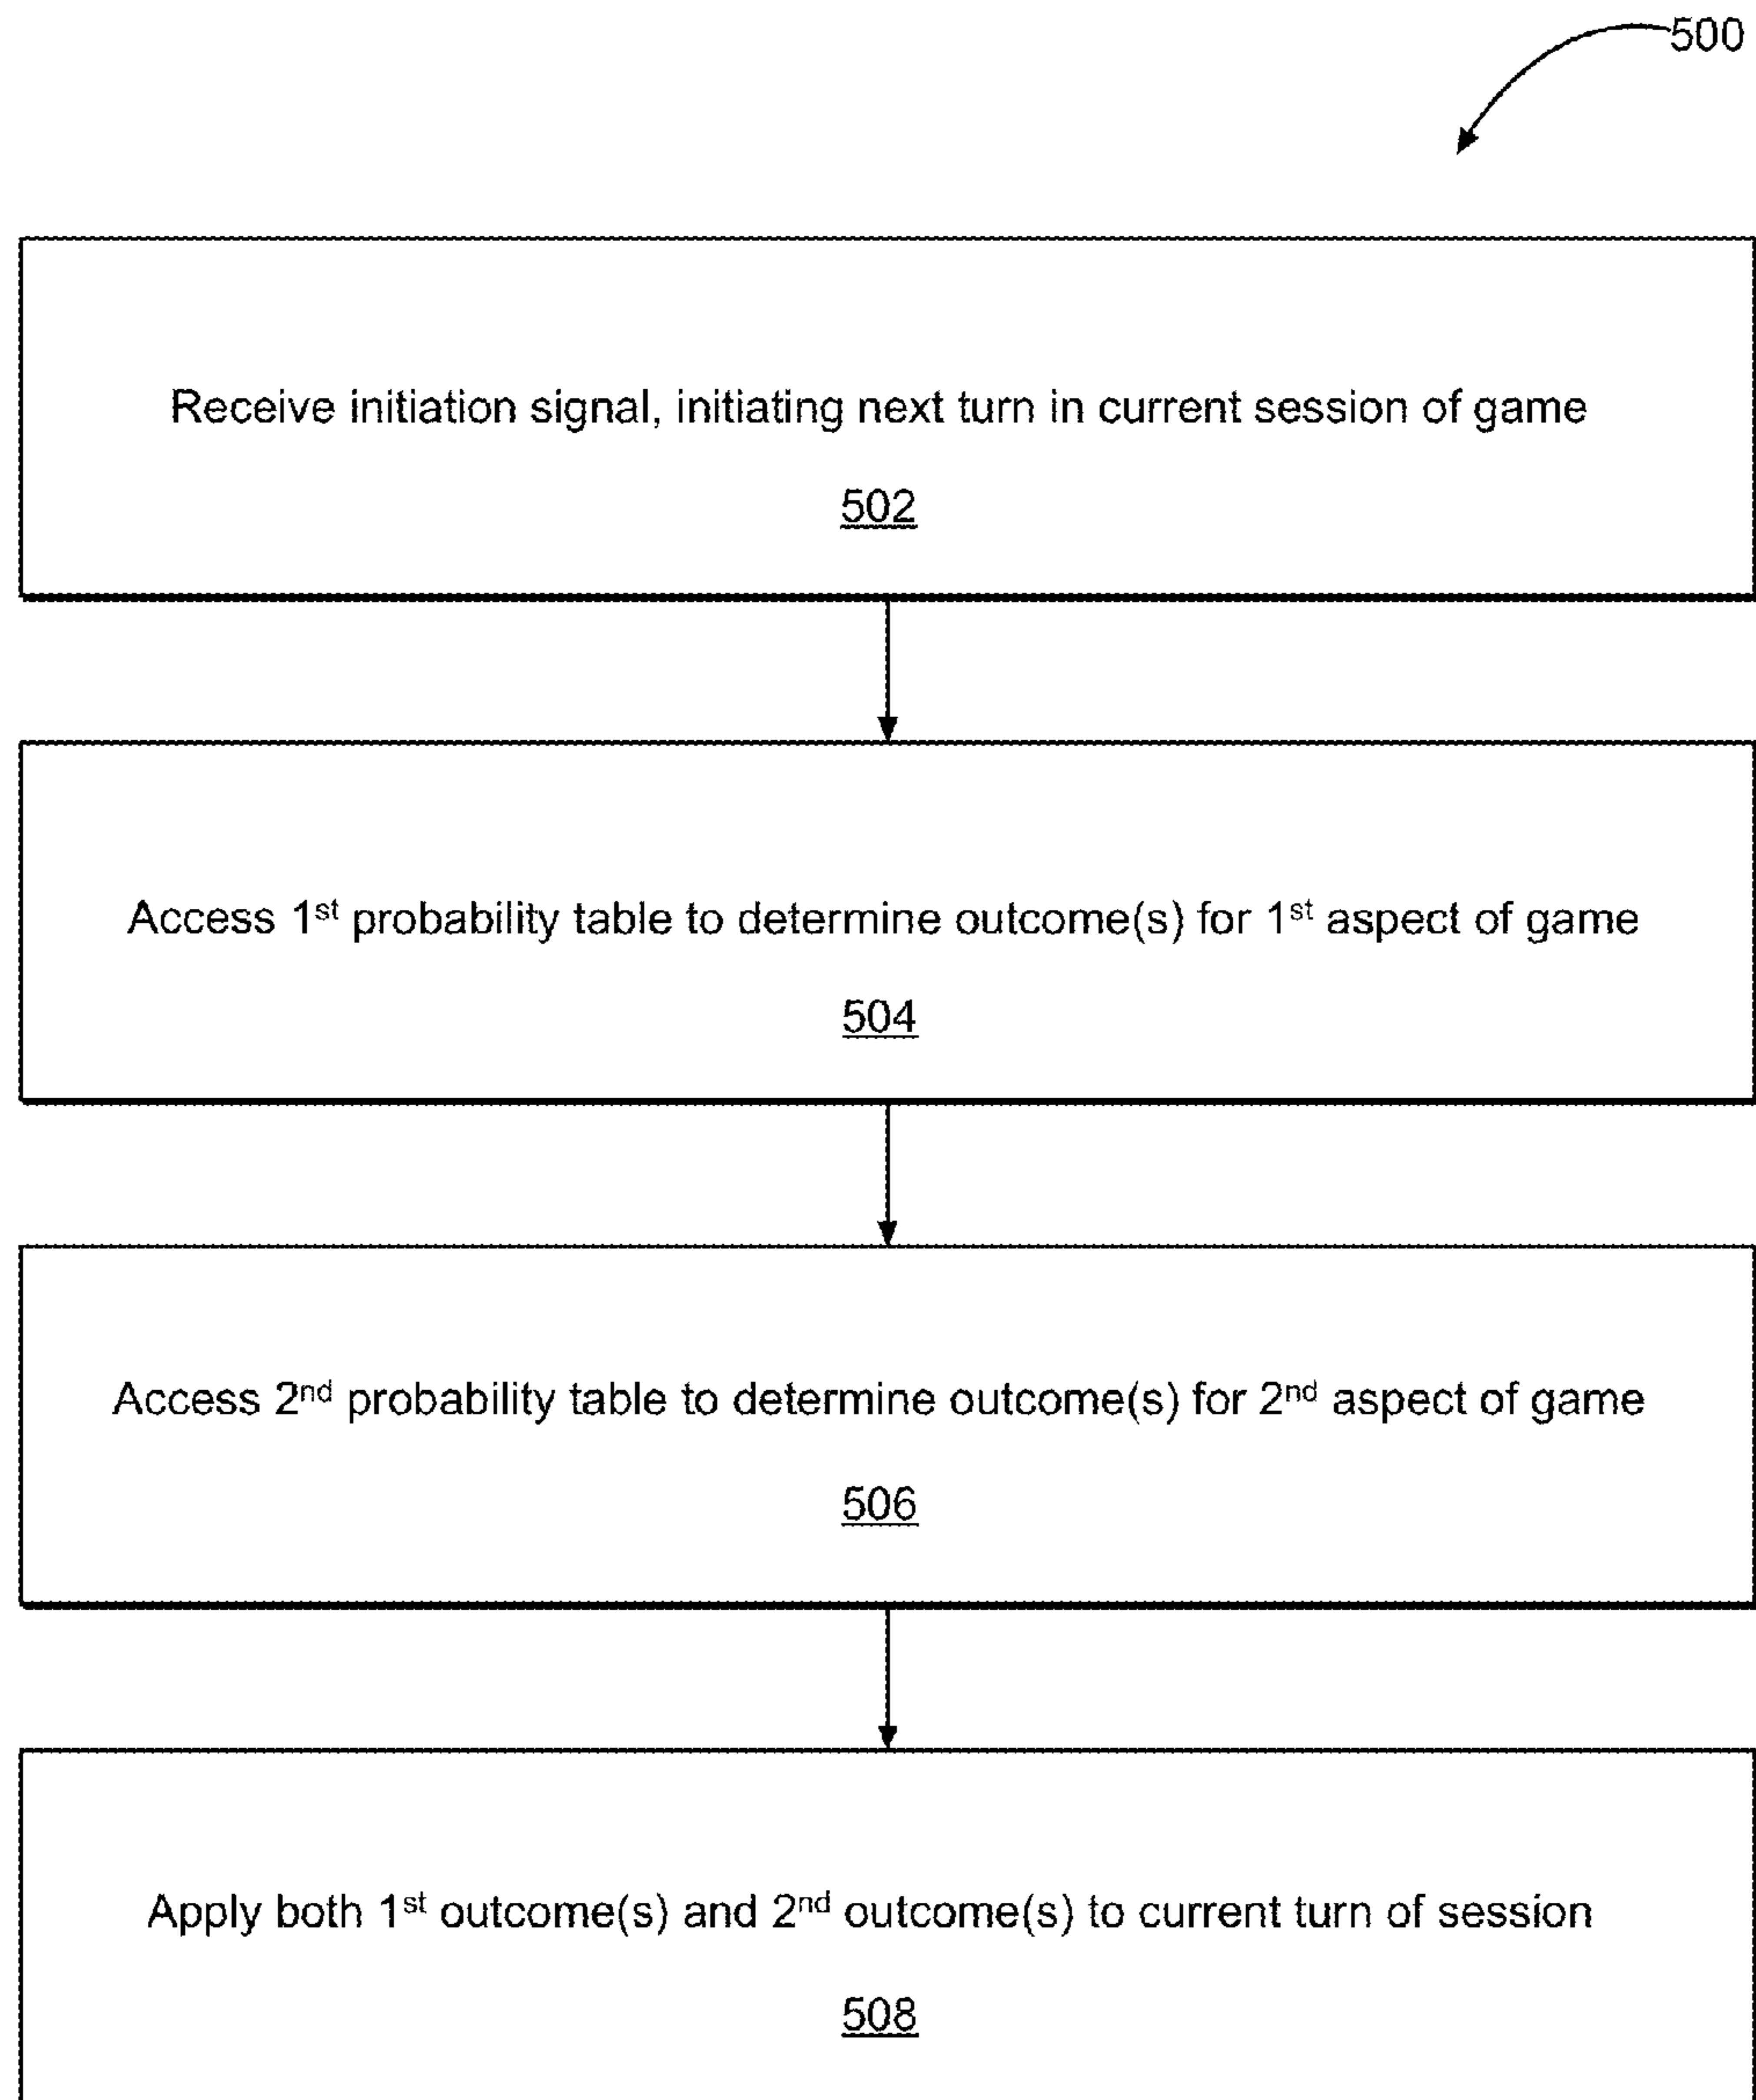 500
Receive initiation signal, initiating next turn in current session of game
502
Access 1st probability table to determine outcome(s) for 1st aspect of game
504
Access 2nd probability table to determine outcome(s) for 2nd aspect of game
506
Apply both 1st outcome(s) and 2nd outcome(s) to current turn of session
508